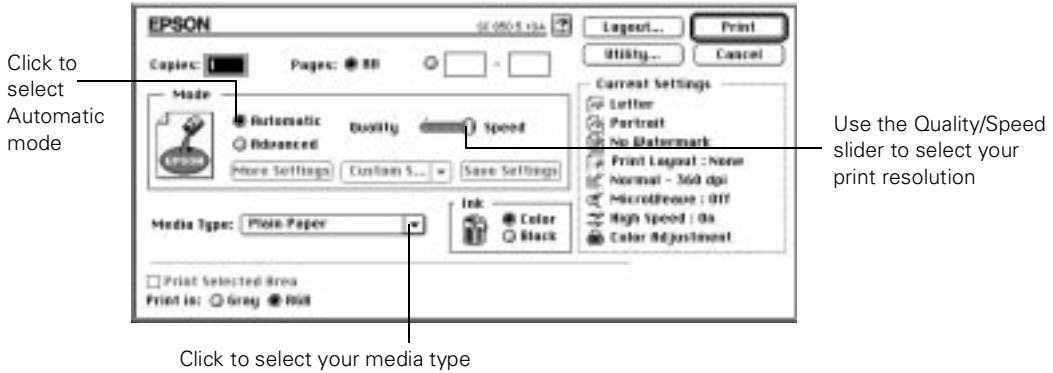 EPSON
Layout...
Print
Utility...
Cancel
Copies: 1
Pages: All
-
Click to
select
Automatic
mode
Mode
Automatic
Advanced
Quality
Speed
EPSON
More Settings
Custom S...
Save Settings
Current Settings
Letter
Portrait
No Watermark
Print Layout : None
Normal - 360 dpi
MicroWeave : Off
High Speed : On
Color Adjustment
Use the Quality/Speed
slider to select your
print resolution
Media Type: Plain Paper
Ink
Color
Black
Print Selected Area
Print in: Gray RGB
Click to select your media type